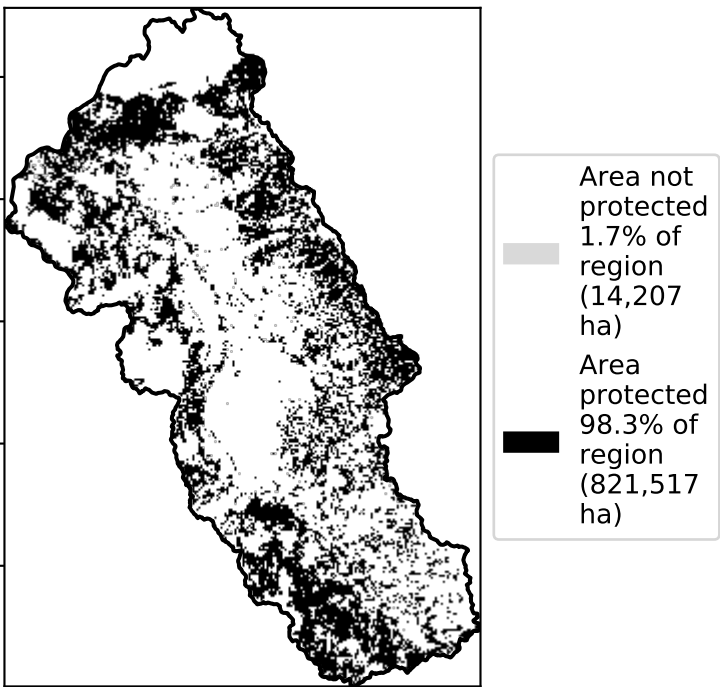 Area not
protected
1.7% of
region
(14,207
ha)
Area
protected
98.3% of
region
(821,517
ha)